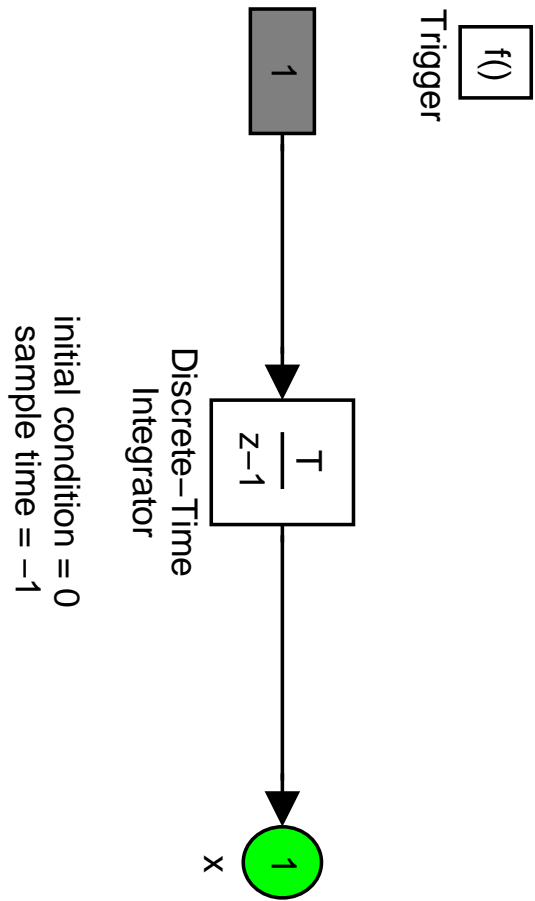 f()
Trigger
1
T
z−1
Discrete−Time
Integrator
1
x
initial condition = 0
sample time = −1